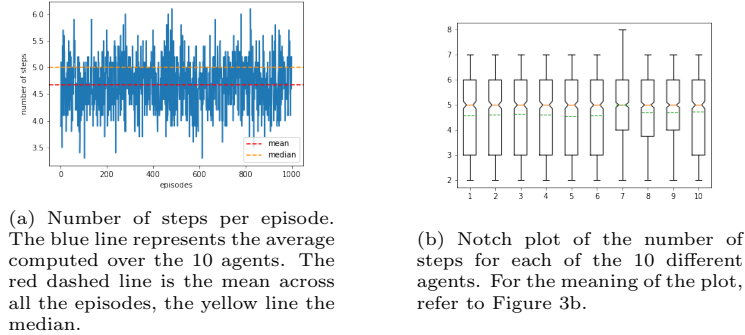 6.0
5.5
5.0
4.5
4.0
3.5
number of steps
0
200
400
600
800
1000
episodes
mean
median
8
7
6
5
4
3
2
1 2 3 4 5 6 7 8 9 10
(a) Number of steps per episode.
The blue line represents the average
computed over the 10 agents. The
red dashed line is the mean across
all the episodes, the yellow line the
median.
(b) Notch plot of the number of
steps for each of the 10 different
agents. For the meaning of the plot,
refer to Figure 3b.